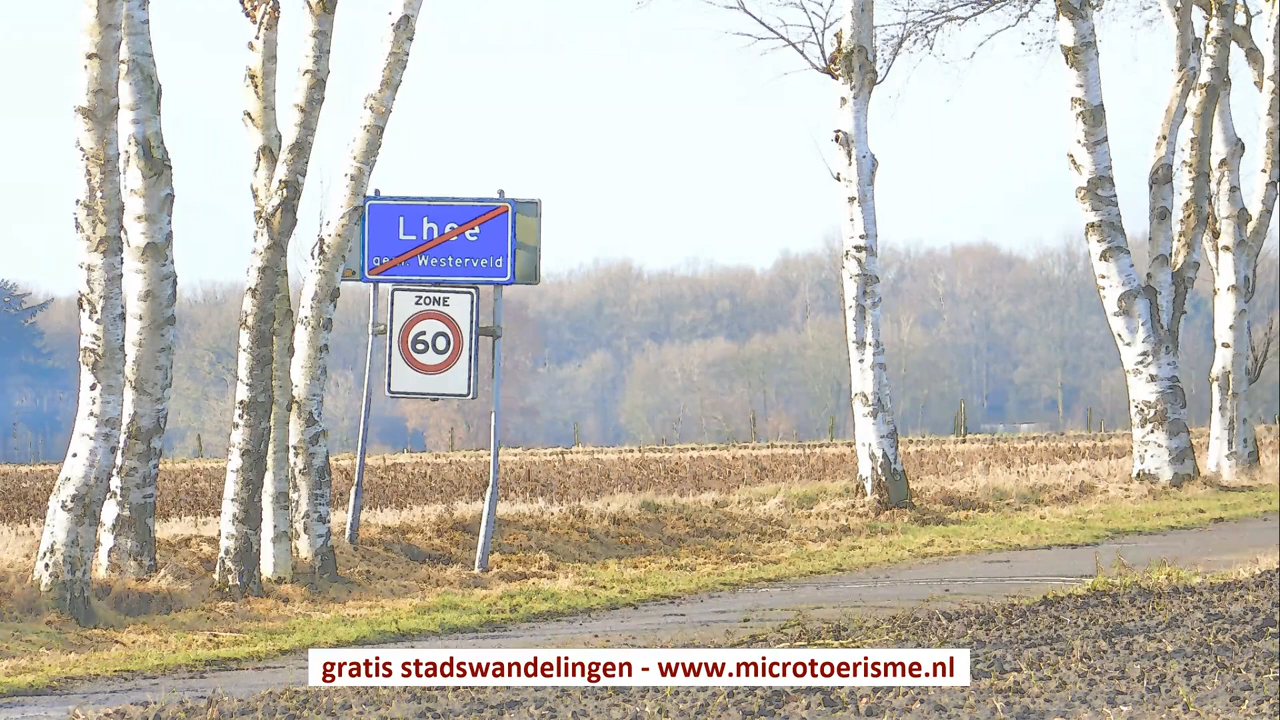 Lhee
gem. Westerveld
ZONE
60
gratis stadswandelingen - www.microtoerisme.nl